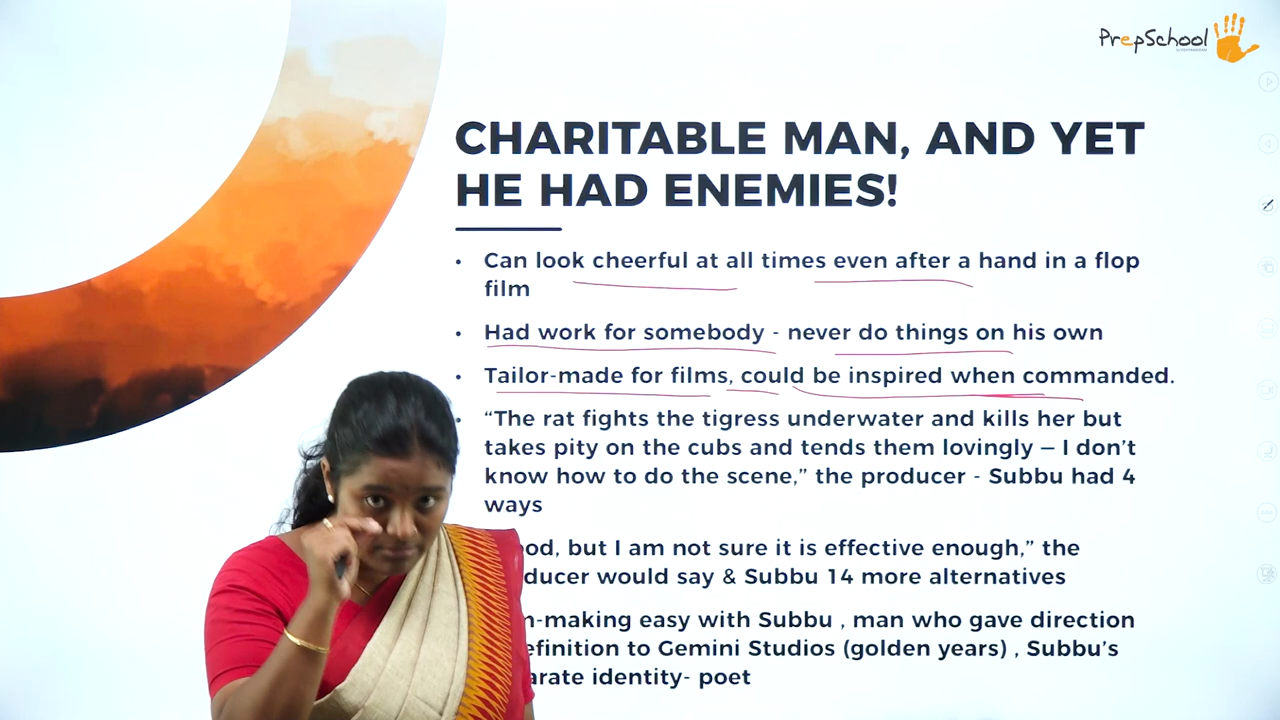 PrepSchool
CHARITABLE MAN, AND YET
HE HAD ENEMIES!
• Can look cheerful at all times even after a hand in a flop
film
• Had work for somebody - never do things on his own
• Tailor-made for films, could be inspired when commanded.
• “The rat fights the tigress underwater and kills her but
takes pity on the cubs and tends them lovingly – I don’t
know how to do the scene,” the producer - Subbu had 4
ways
but I am not sure it is effective enough,” the
would say & Subbu 14 more alternatives
easy with Subbu , man who gave direction
to Gemini Studios (golden years) , Subbu’s
identity- poet